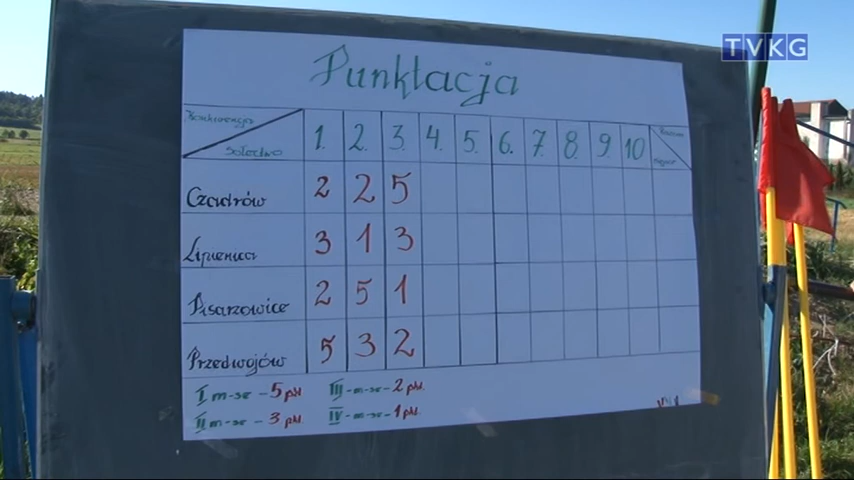 TVKG
Punktacja
Konkurencja
Sołectwo
1. 2. 3. 4. 5. 6. 7. 8. 9. 10
Razem
Czadrów 2 2 5
Lipienica 3 1 3
Pisarzowice 2 5 1
Przedwojów 5 3 2
I m-sce - 5 pkt. III - m-sce - 2 pkt.
II m-sce - 3 pkt. IV - m-sce - 1 pkt.